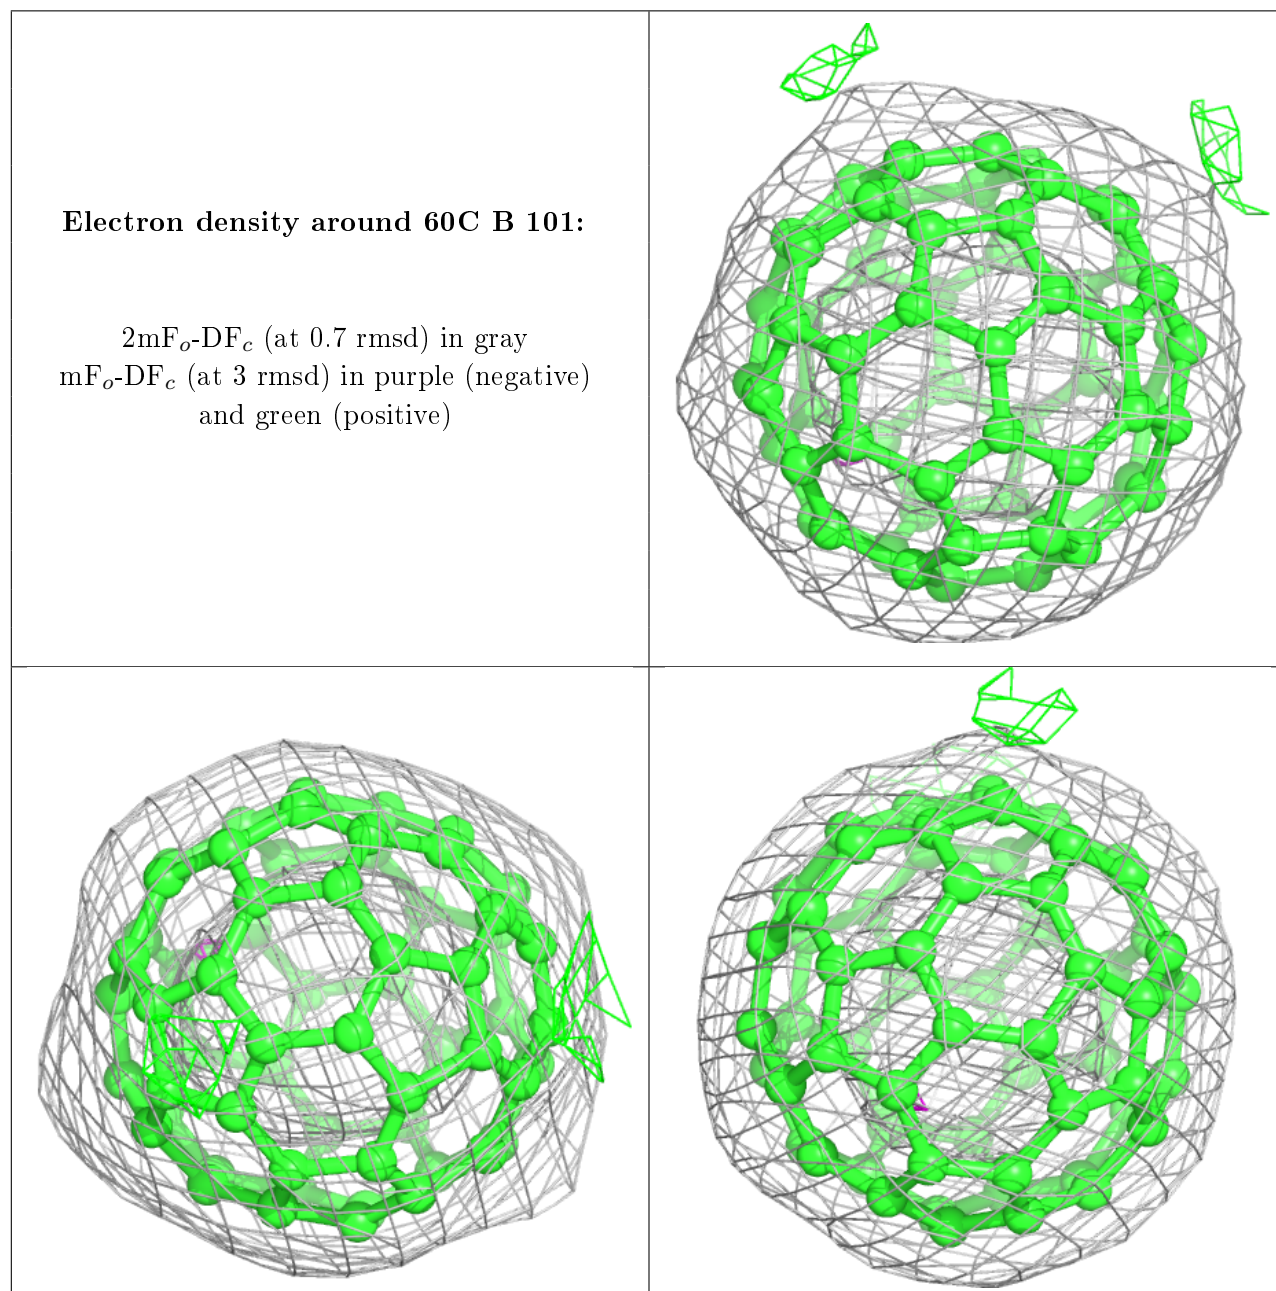 Electron density around 60C B 101:
2mFo-DFc (at 0.7 rmsd) in gray
mFo-DFc (at 3 rmsd) in purple (negative)
and green (positive)